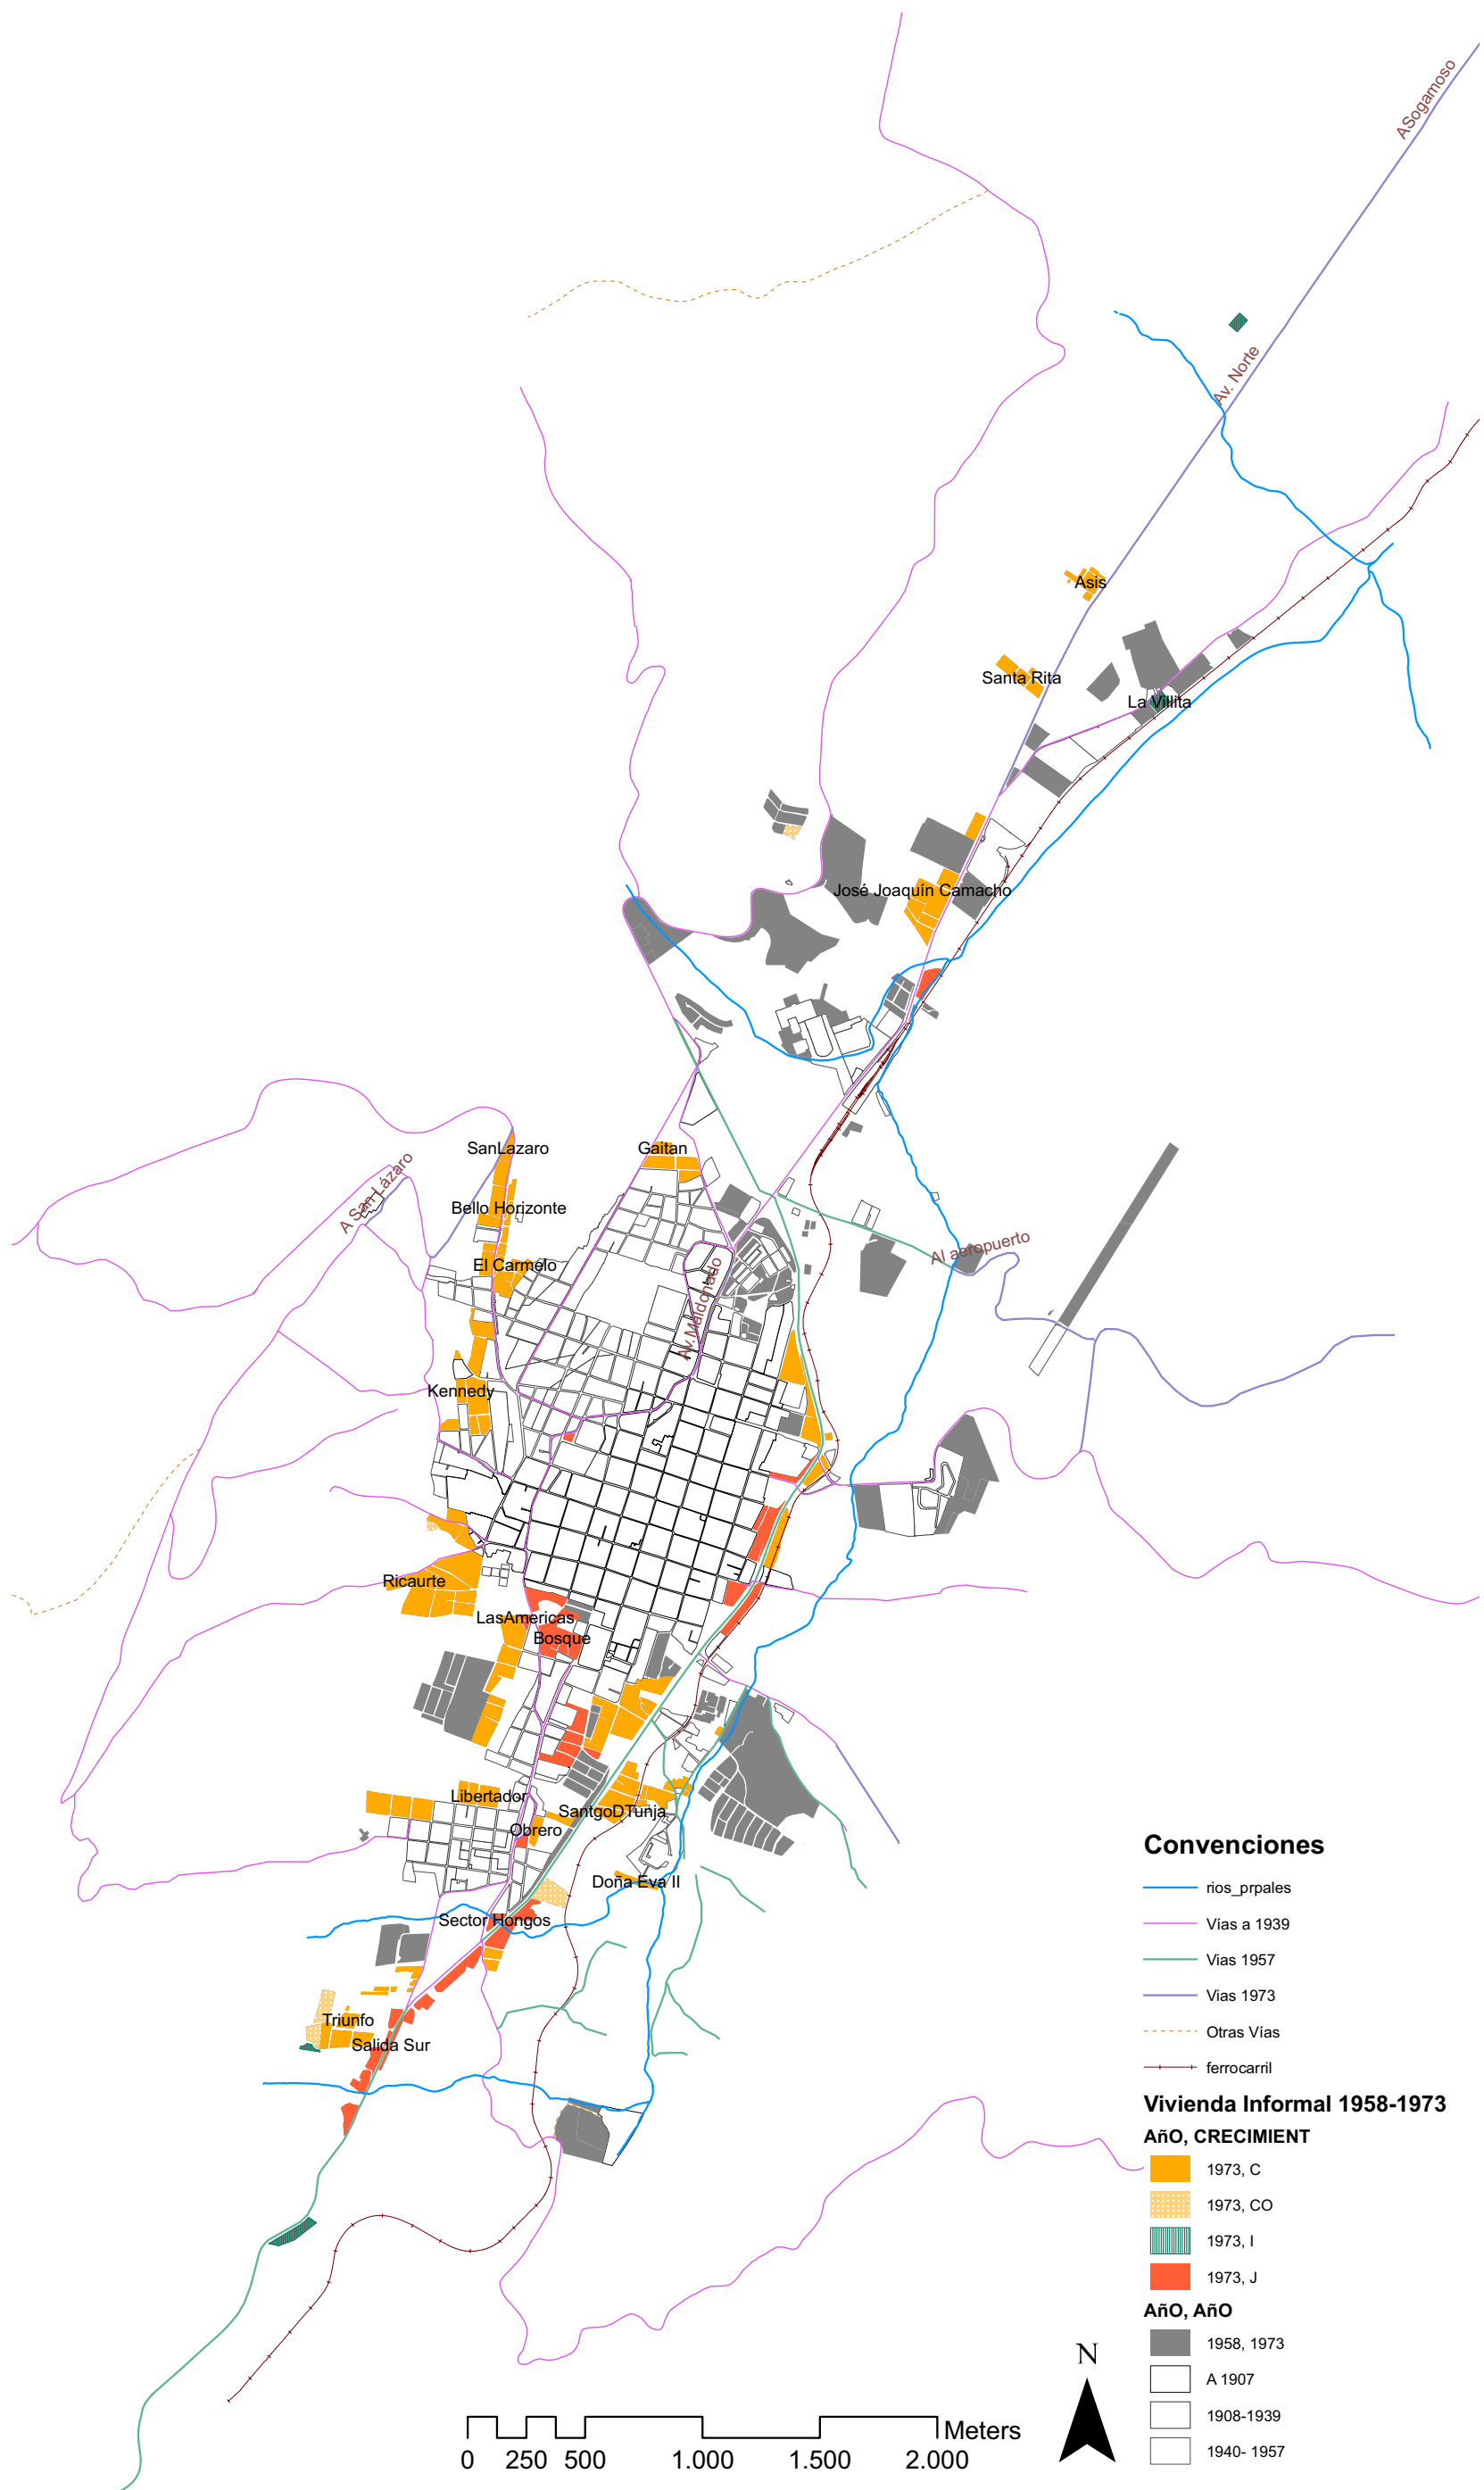 ASogamoso
Av. Norte
Asis
Santa Rita
La Villita
José Joaquín Camacho
SanLazaro
Gaitan
A San Lázaro
Bello Horizonte
Al aeropuerto
El Carmelo
Av.Maldonado
Kennedy
Ricaurte
LasAmericas
Bosque
Libertador
SantgoDTunja
Obrero
Doña Eva II
Sector Hongos
Triunfo
Salida Sur
Convenciones
rios_prpales
Vías a 1939
Vias 1957
Vias 1973
Otras Vías
ferrocarril
Vivienda Informal 1958-1973
AñO, CRECIMIENT
1973, C
1973, CO
1973, I
1973, J
AñO, AñO
1958, 1973
A 1907
1908-1939
1940- 1957
N
Meters
0 250 500 1.000 1.500 2.000